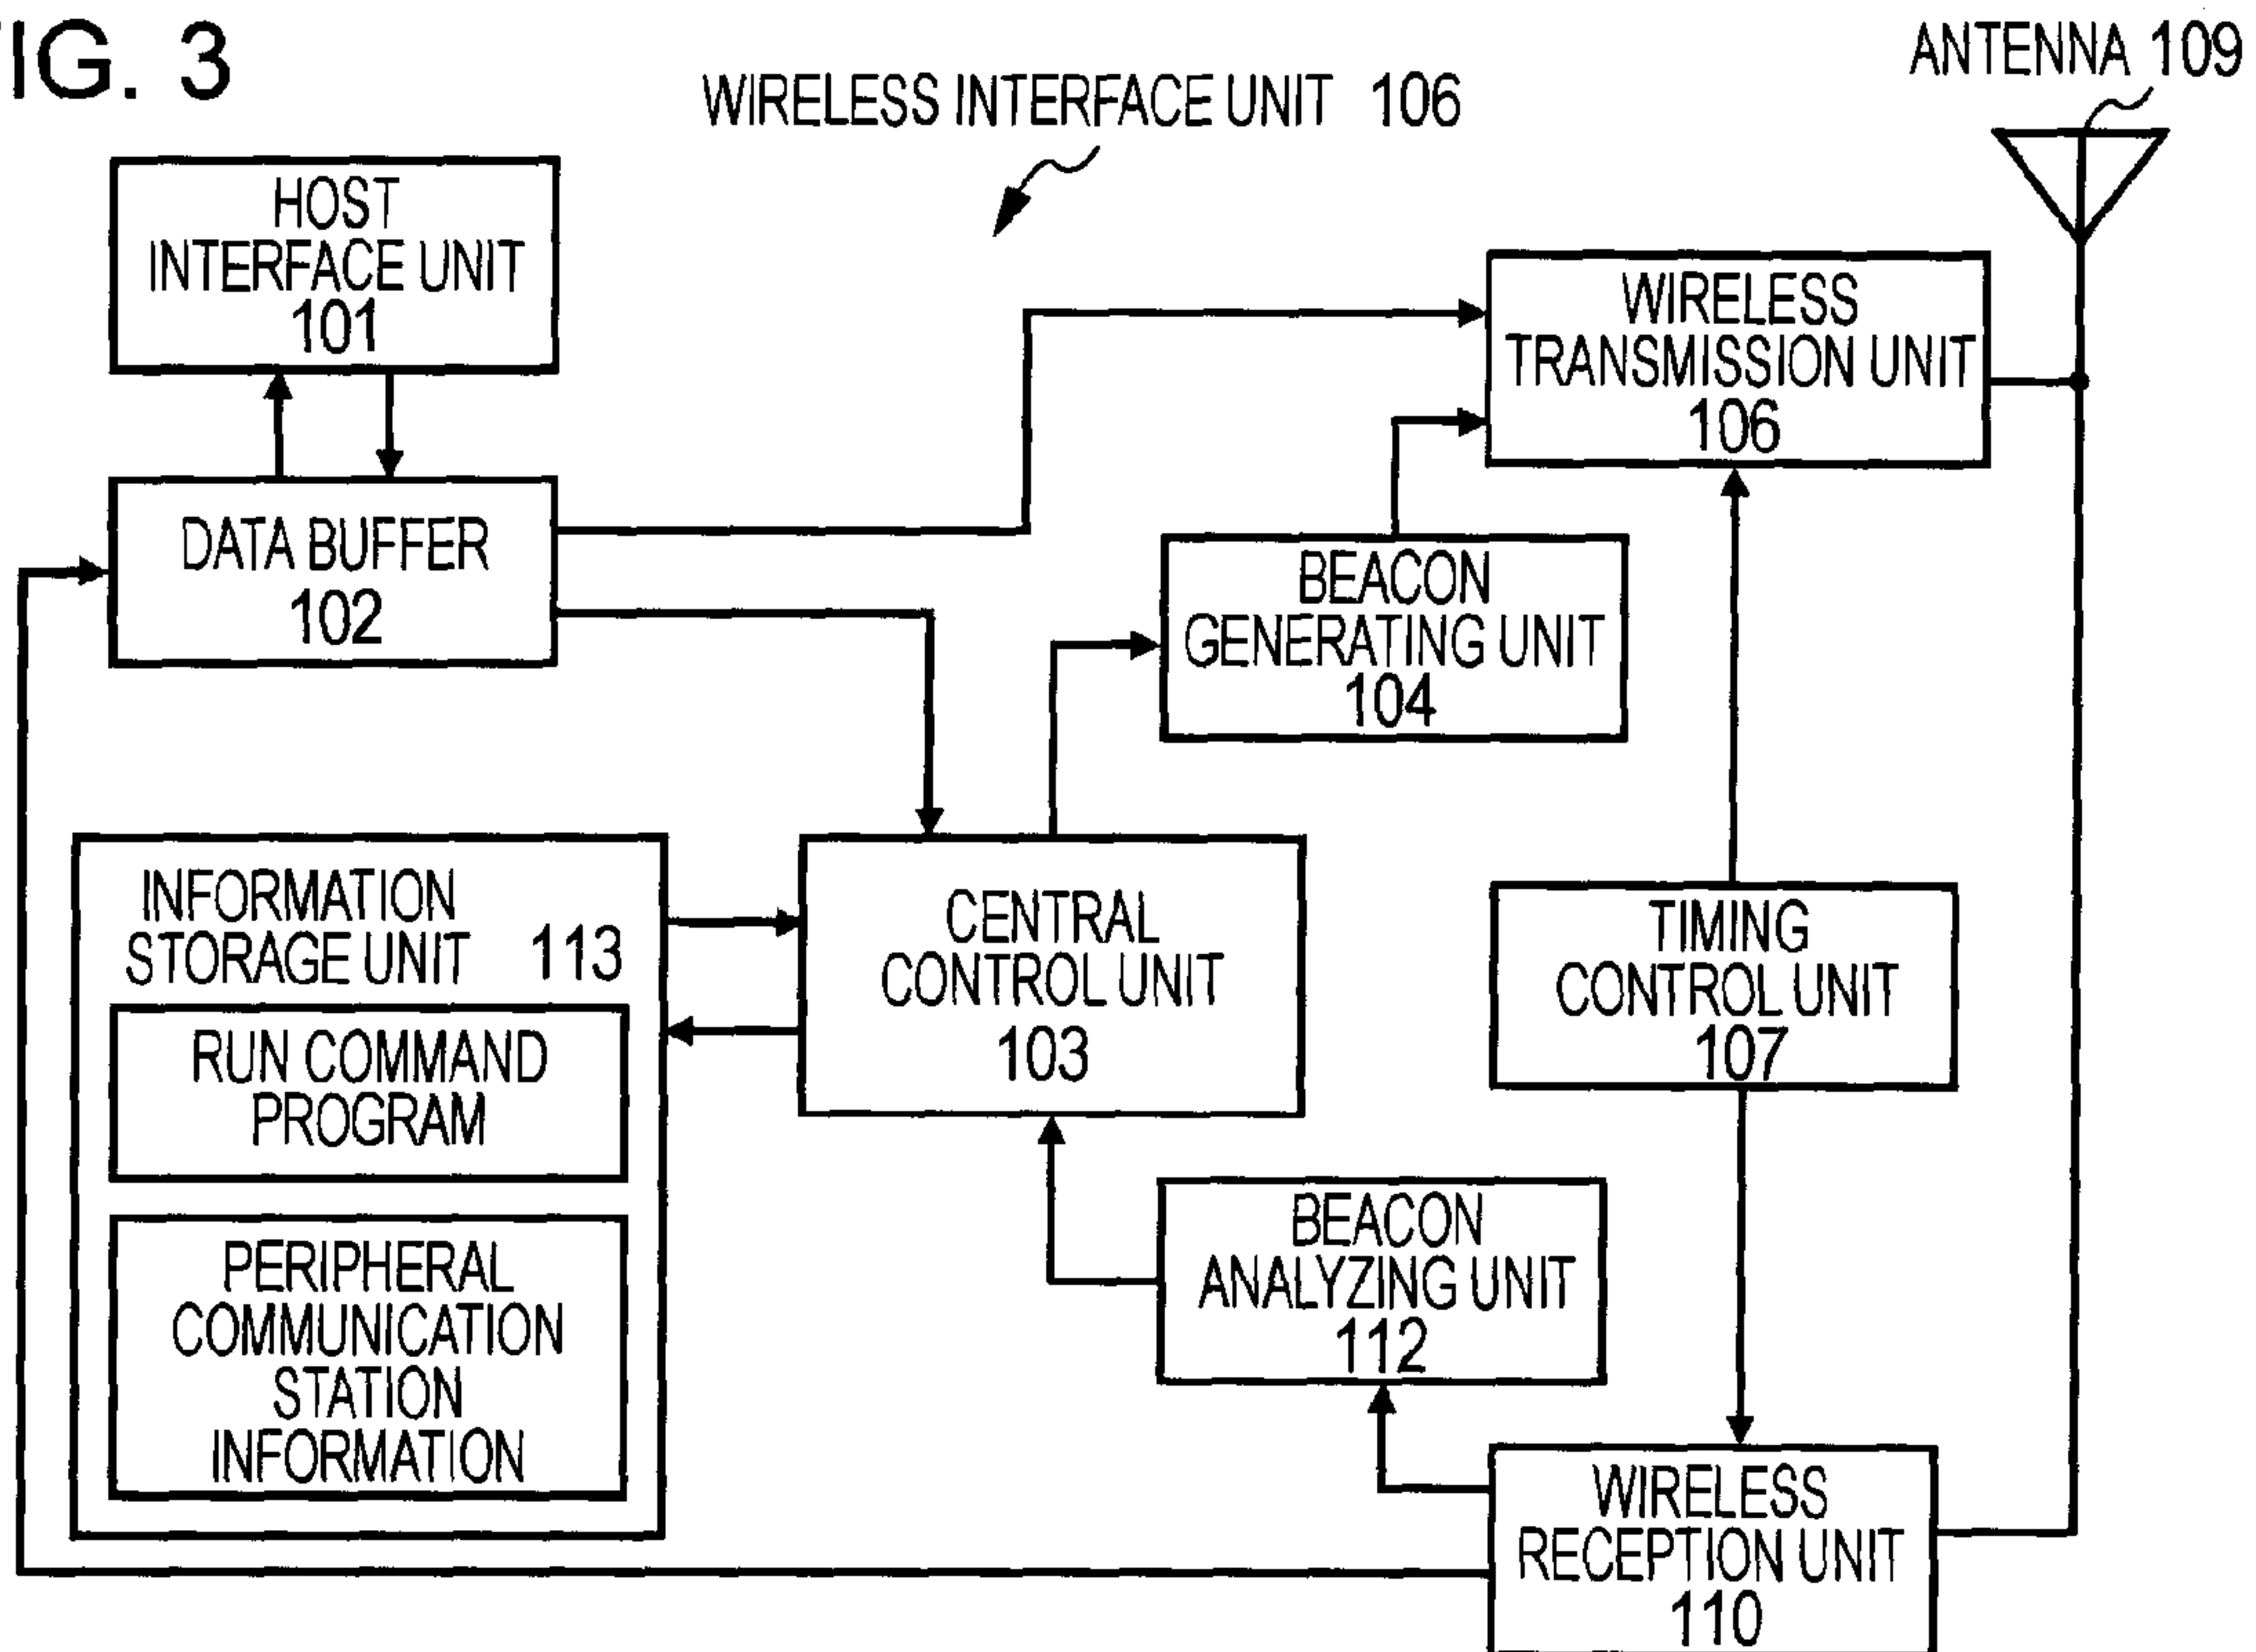 IG. 3
WIRELESS INTERFACE UNIT 106
ANTENNA 109
HOST
INTERFACE UNIT
101
WIRELESS
TRANSMISSION UNIT
106
DATA BUFFER
102
BEACON
GENERATING UNIT
104
INFORMATION
STORAGE UNIT 113
RUN COMMAND
PROGRAM
PERIPHERAL
COMMUNICATION
STATION
INFORMATION
CENTRAL
CONTROL UNIT
103
TIMING
CONTROL UNIT
107
BEACON
ANALYZING UNIT
112
WIRELESS
RECEPTION UNIT
110